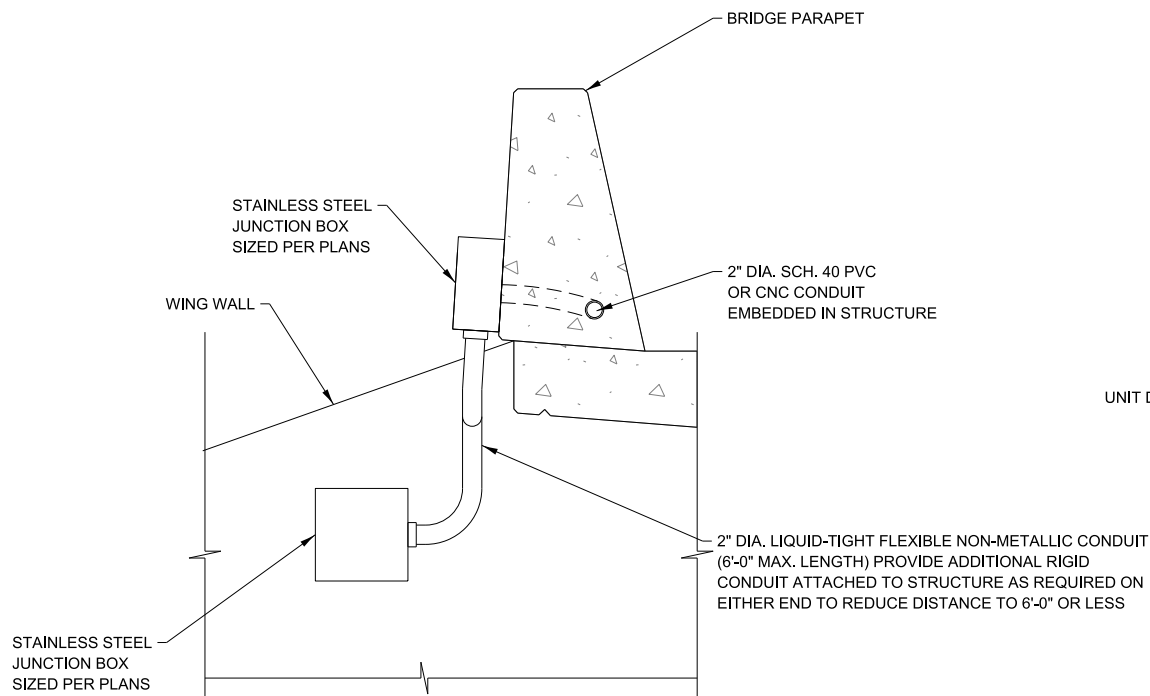 BRIDGE PARAPET
STAINLESS STEEL
JUNCTION BOX
SIZED PER PLANS
2" DIA. SCH. 40 PVC
OR CNC CONDUIT
EMBEDDED IN STRUCTURE
WING WALL
UNIT
2" DIA. LIQUID-TIGHT FLEXIBLE NON-METALLIC CONDUIT
(6'-0" MAX. LENGTH) PROVIDE ADDITIONAL RIGID
CONDUIT ATTACHED TO STRUCTURE AS REQUIRED ON
EITHER END TO REDUCE DISTANCE TO 6'-0" OR LESS
STAINLESS STEEL
JUNCTION BOX
SIZED PER PLANS